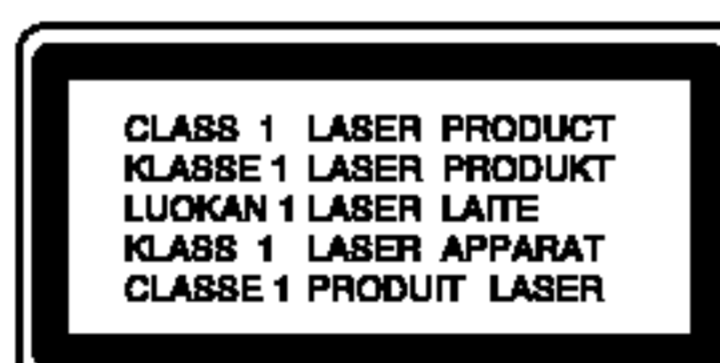 CLASS 1 LASER PRODUCT
KLASSE 1 LASER PRODUKT
LUOKAN 1 LASER LAITE
KLASS 1 LASER APPARAT
CLASSE 1 PRODUIT LASER